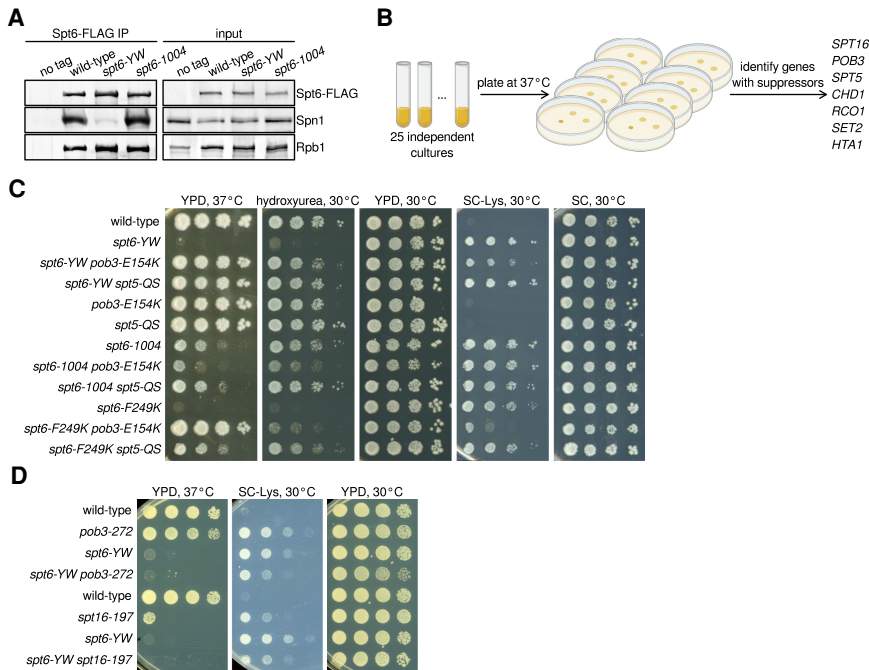 A
Spt6-FLAG IP
input
no tag
wild-type
spt6-YW
spt6-1004
no tag
wild-type
spt6-YW
spt6-1004
Spt6-FLAG
Spn1
Rpb1
B
...
25 independent
cultures
plate at 37°C
identify genes
with suppressors
SPT16
POB3
SPT5
CHD1
RCO1
SET2
HTA1
C
YPD, 37°C
hydroxyurea, 30°C
YPD, 30°C
SC-Lys, 30°C
SC, 30°C
wild-type
spt6-YW
spt6-YW pob3-E154K
spt6-YW spt5-QS
pob3-E154K
spt5-QS
spt6-1004
spt6-1004 pob3-E154K
spt6-1004 spt5-QS
spt6-F249K
spt6-F249K pob3-E154K
spt6-F249K spt5-QS
D
YPD, 37°C
SC-Lys, 30°C
YPD, 30°C
wild-type
pob3-272
spt6-YW
spt6-YW pob3-272
wild-type
spt16-197
spt6-YW
spt6-YW spt16-197